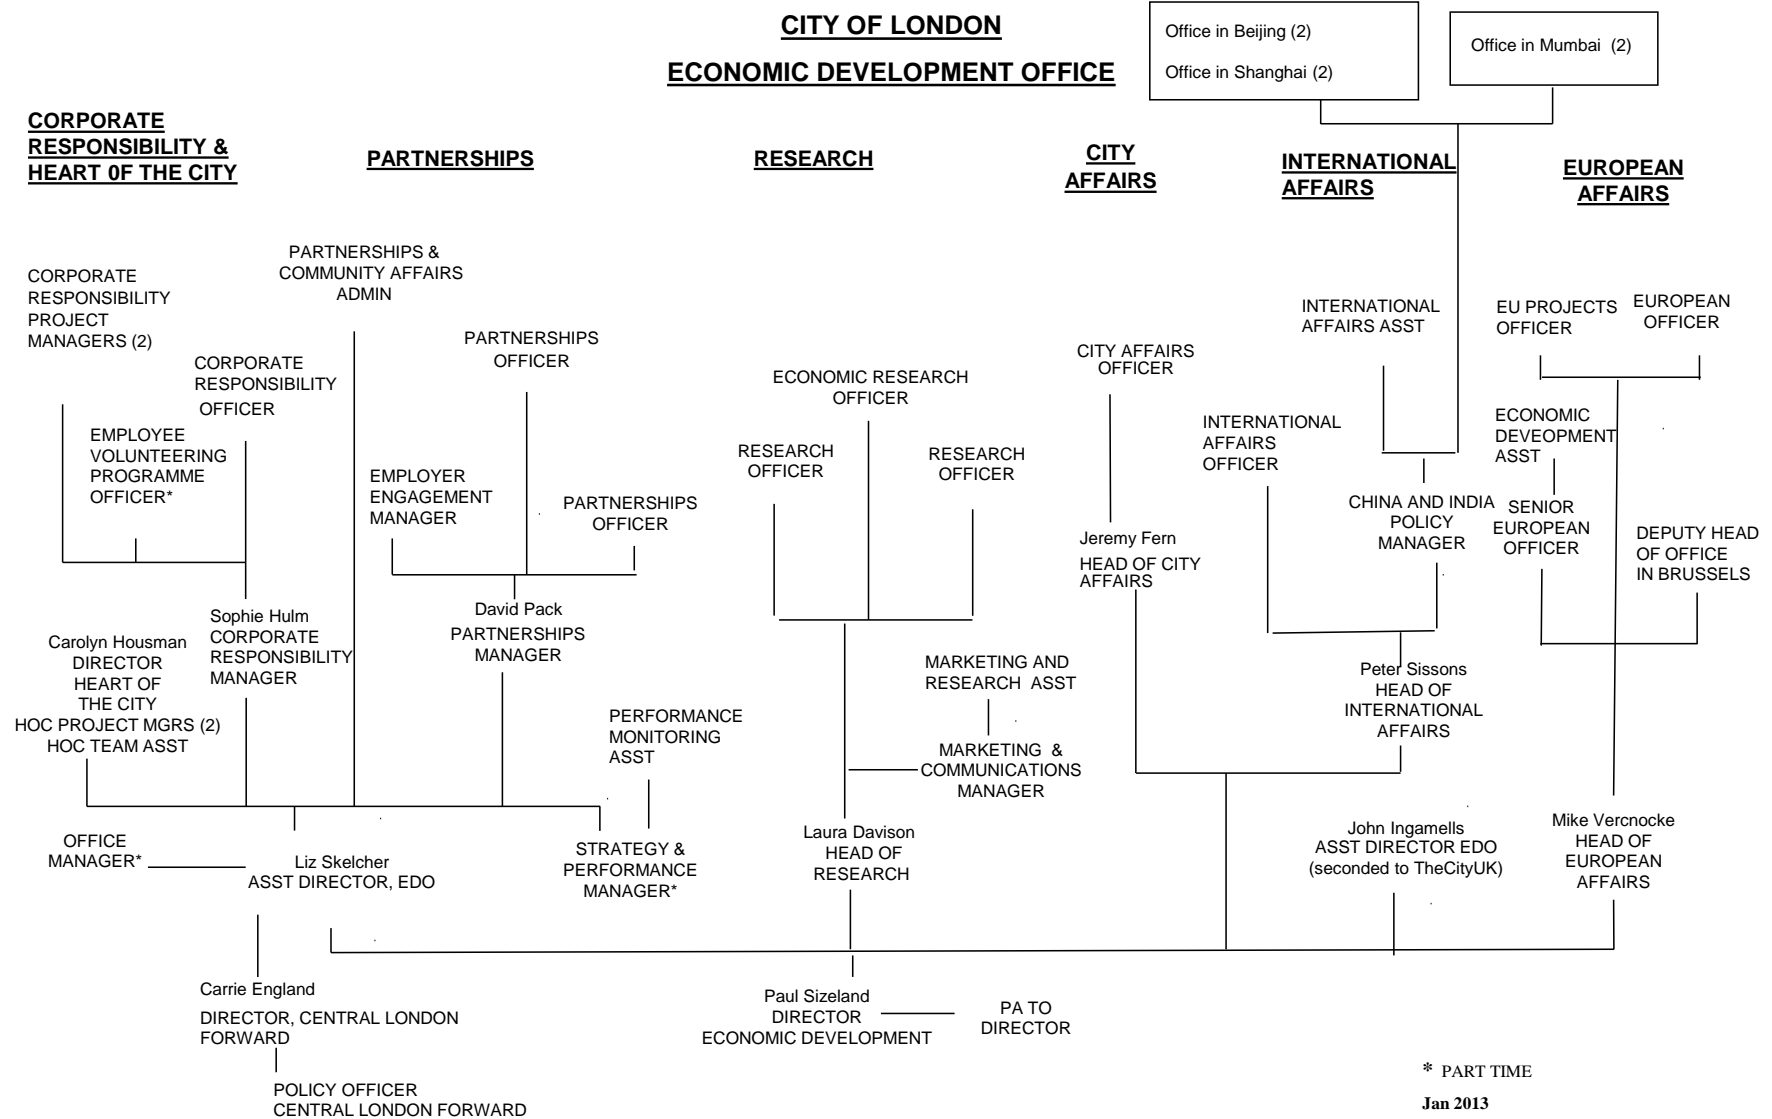 CITY OF LONDON
ECONOMIC DEVELOPMENT OFFICE
Office in Beijing (2)
Office in Shanghai (2)
Office in Mumbai (2)
CORPORATE
RESPONSIBILITY &
HEART 0F THE CITY
PARTNERSHIPS
RESEARCH
CITY
AFFAIRS
INTERNATIONAL
AFFAIRS
EUROPEAN
AFFAIRS
CORPORATE
RESPONSIBILITY
PROJECT
MANAGERS (2)
PARTNERSHIPS &
COMMUNITY AFFAIRS
ADMIN
CORPORATE
RESPONSIBILITY
OFFICER
EMPLOYEE
VOLUNTEERING
PROGRAMME
OFFICER*
PARTNERSHIPS
OFFICER
EMPLOYER
ENGAGEMENT
MANAGER
PARTNERSHIPS
OFFICER
ECONOMIC RESEARCH
OFFICER
RESEARCH
OFFICER
RESEARCH
OFFICER
CITY AFFAIRS
OFFICER
INTERNATIONAL
AFFAIRS ASST
INTERNATIONAL
AFFAIRS
OFFICER
EU PROJECTS
OFFICER
EUROPEAN
OFFICER
ECONOMIC
DEVEOPMENT
ASST
CHINA AND INDIA
POLICY
MANAGER
SENIOR
EUROPEAN
OFFICER
DEPUTY HEAD
OF OFFICE
IN BRUSSELS
Jeremy Fern
HEAD OF CITY
AFFAIRS
Sophie Hulm
CORPORATE
RESPONSIBILITY
MANAGER
Carolyn Housman
DIRECTOR
HEART OF
THE CITY
HOC PROJECT MGRS (2)
HOC TEAM ASST
David Pack
PARTNERSHIPS
MANAGER
PERFORMANCE
MONITORING
ASST
MARKETING AND
RESEARCH ASST
MARKETING &
COMMUNICATIONS
MANAGER
Peter Sissons
HEAD OF
INTERNATIONAL
AFFAIRS
OFFICE
MANAGER*
Liz Skelcher
ASST DIRECTOR, EDO
STRATEGY &
PERFORMANCE
MANAGER*
Laura Davison
HEAD OF
RESEARCH
John Ingamells
ASST DIRECTOR EDO
(seconded to TheCityUK)
Mike Vercnocke
HEAD OF
EUROPEAN
AFFAIRS
Carrie England
DIRECTOR, CENTRAL LONDON
FORWARD
POLICY OFFICER
CENTRAL LONDON FORWARD
Paul Sizeland
DIRECTOR
ECONOMIC DEVELOPMENT
PA TO
DIRECTOR
* PART TIME
Jan 2013